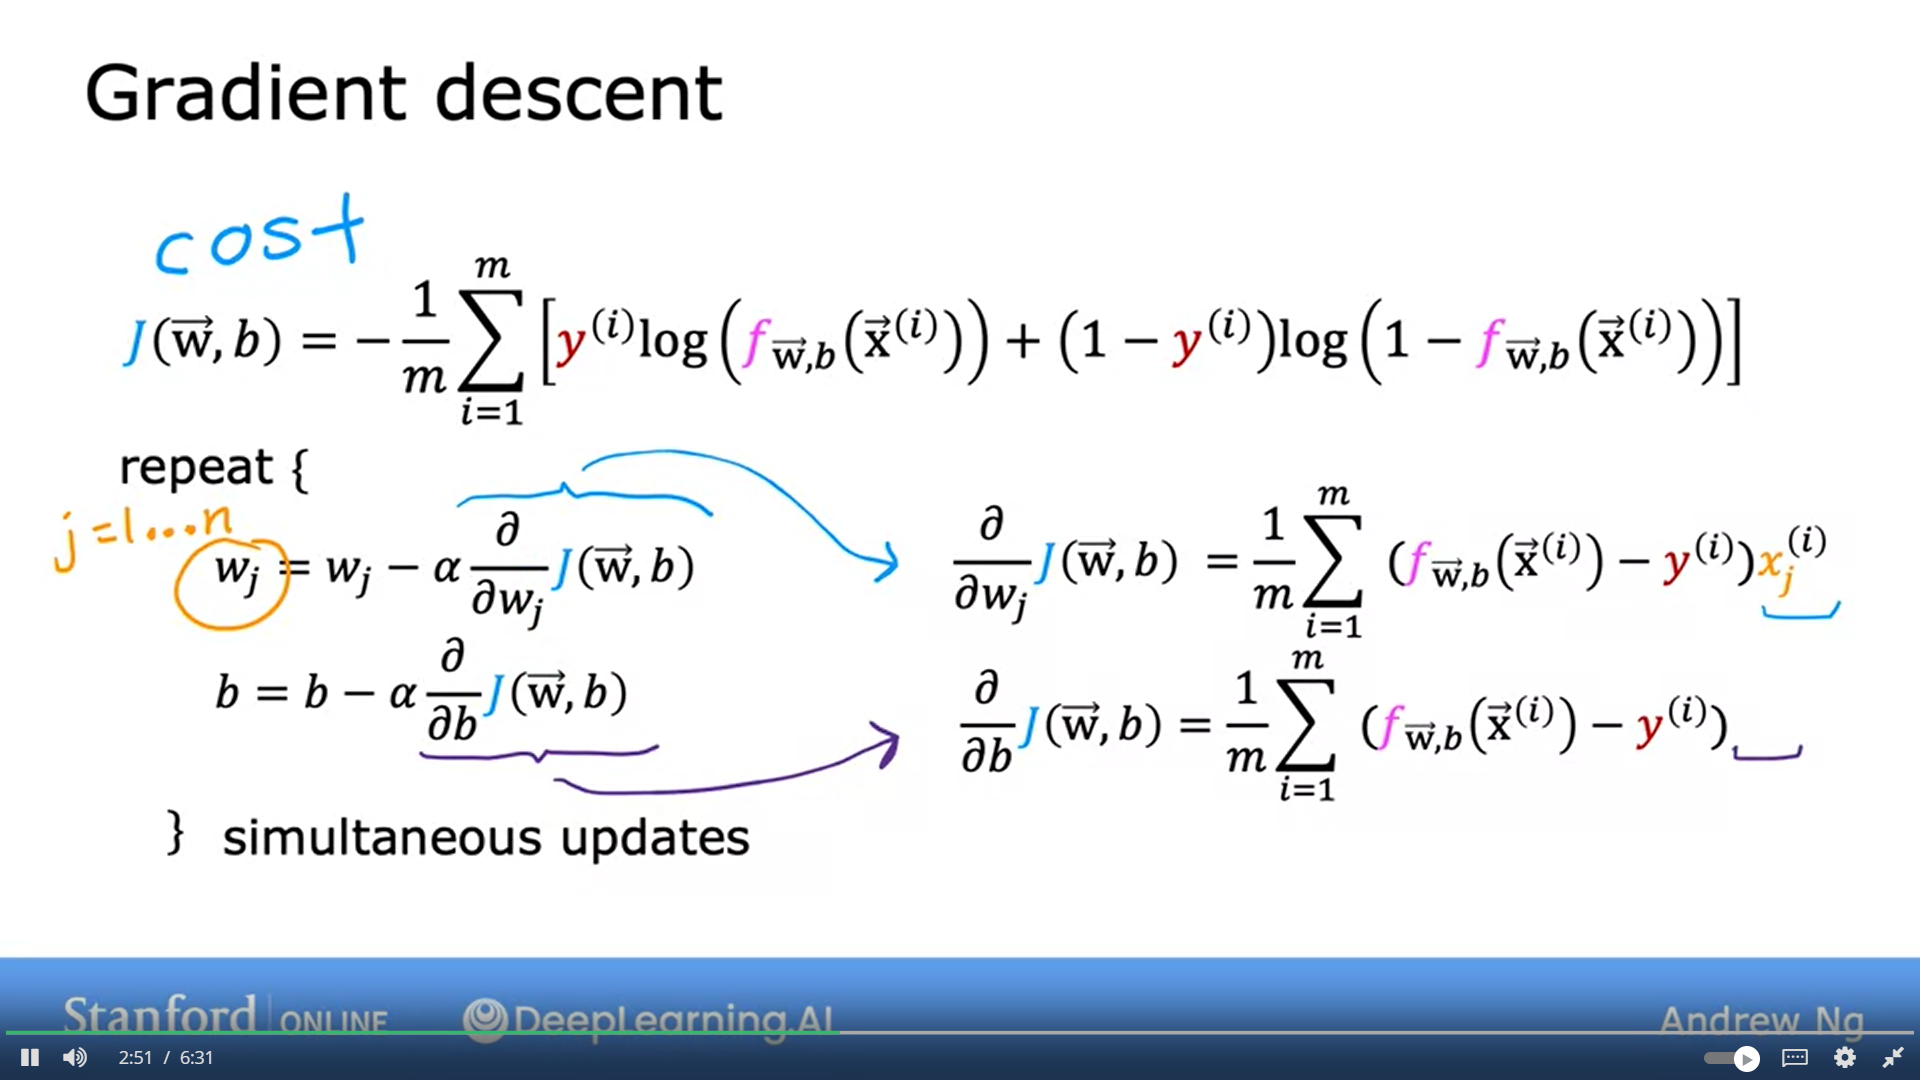 Gradient descent
cost
J(w⃗, b) = −1/m ∑_{i=1}^{m} [y^(i)log(f_{w⃗,b}(x⃗^(i))) + (1 − y^(i))log(1 − f_{w⃗,b}(x⃗^(i)))]
repeat {
j=1...n
w_j = w_j − α ∂/∂w_j J(w⃗, b)
∂/∂w_j J(w⃗, b) = 1/m ∑_{i=1}^{m} (f_{w⃗,b}(x⃗^(i)) − y^(i))x_j^(i)
b = b − α ∂/∂b J(w⃗, b)
∂/∂b J(w⃗, b) = 1/m ∑_{i=1}^{m} (f_{w⃗,b}(x⃗^(i)) − y^(i))
} simultaneous updates
Stanford ONLINE DeepLearning.AI Andrew Ng
2:51 / 6:31